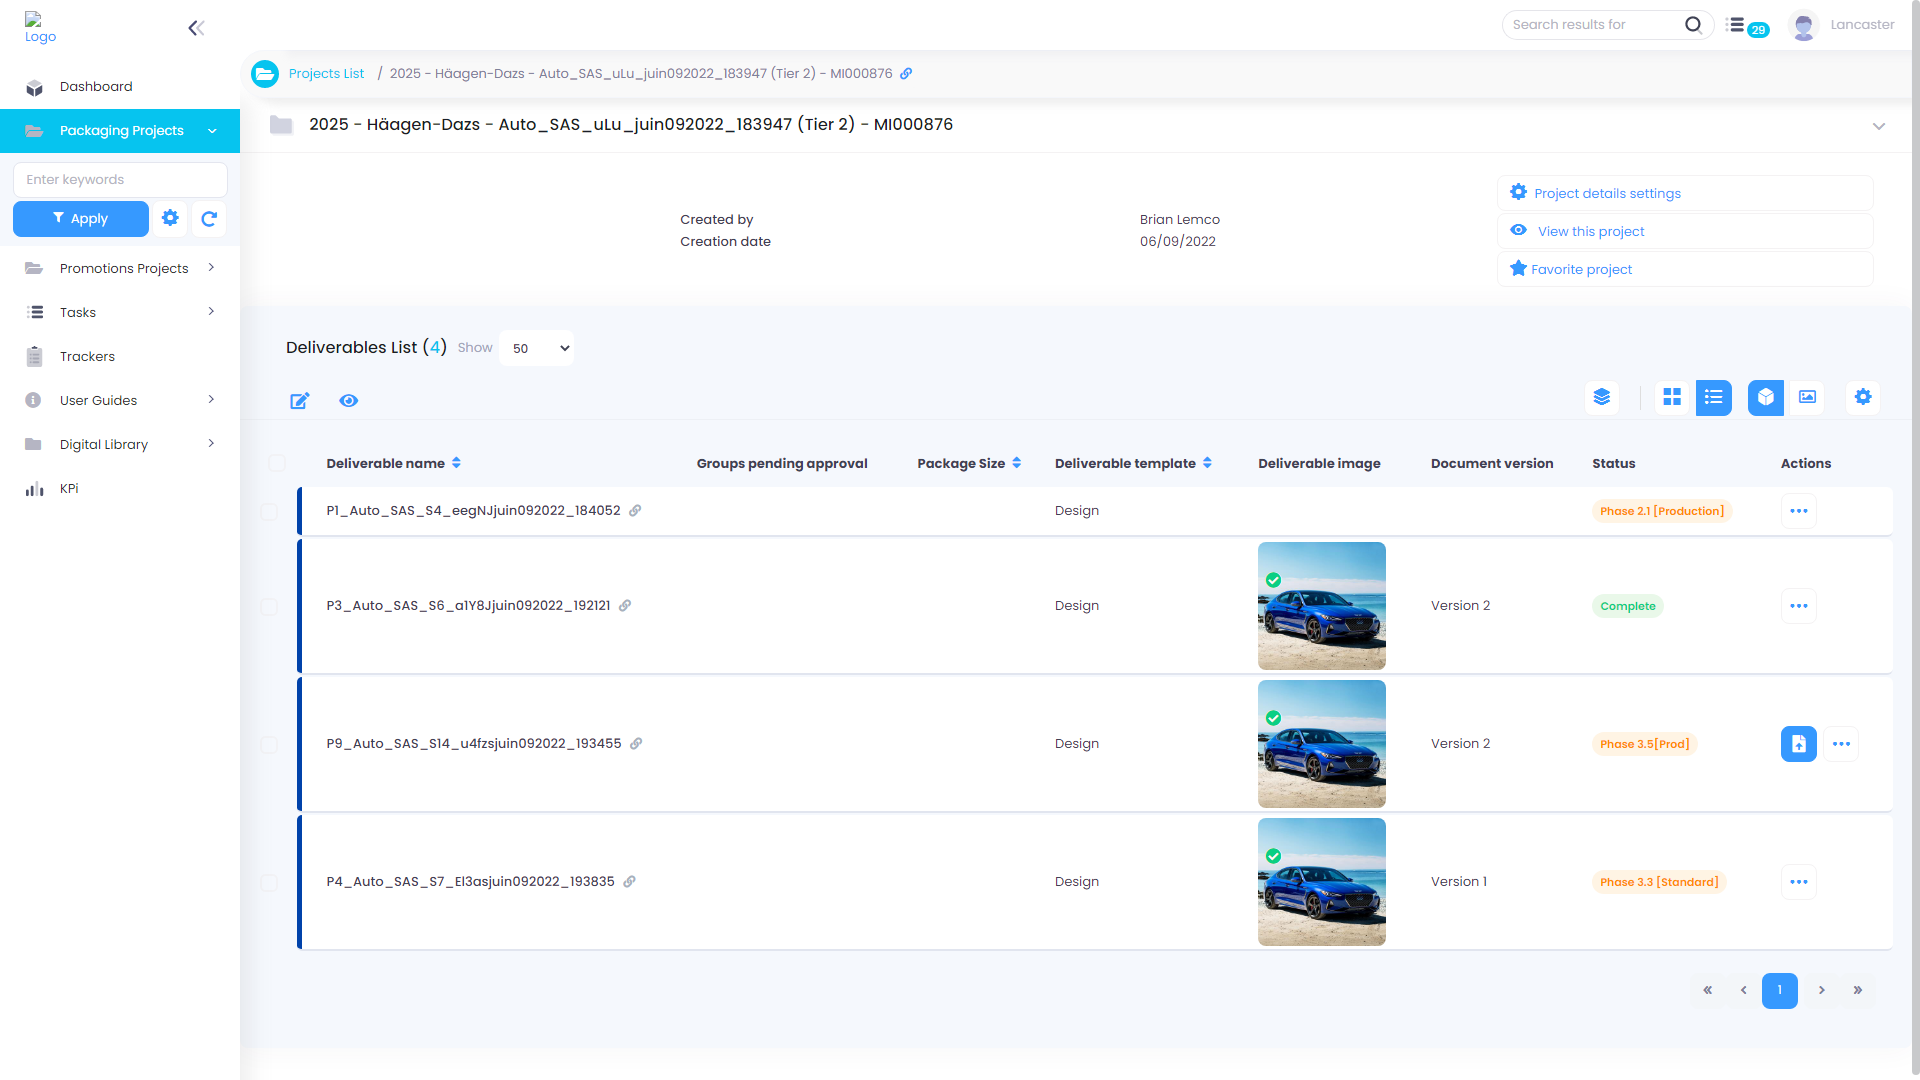 Logo
Search results for
29
Lancaster
Dashboard
Packaging Projects
Enter keywords
Apply
Promotions Projects
Tasks
Trackers
User Guides
Digital Library
KPi
Projects List / 2025 - Häagen-Dazs - Auto_SAS_uLu_juin092022_183947 (Tier 2) - MI000876
2025 - Häagen-Dazs - Auto_SAS_uLu_juin092022_183947 (Tier 2) - MI000876
Created by Brian Lemco
Creation date 06/09/2022
Project details settings
View this project
Favorite project
Deliverables List (4) Show 50
Deliverable name Groups pending approval Package Size Deliverable template Deliverable image Document version Status Actions
P1_Auto_SAS_S4_eegNJjuin092022_184052 Design Phase 2.1 [Production]
P3_Auto_SAS_S6_a1Y8Jjuin092022_192121 Design Version 2 Complete
P9_Auto_SAS_S14_u4fzsjuin092022_193455 Design Version 2 Phase 3.5[Prod]
P4_Auto_SAS_S7_El3asjuin092022_193835 Design Version 1 Phase 3.3 [Standard]
« ‹ 1 › »